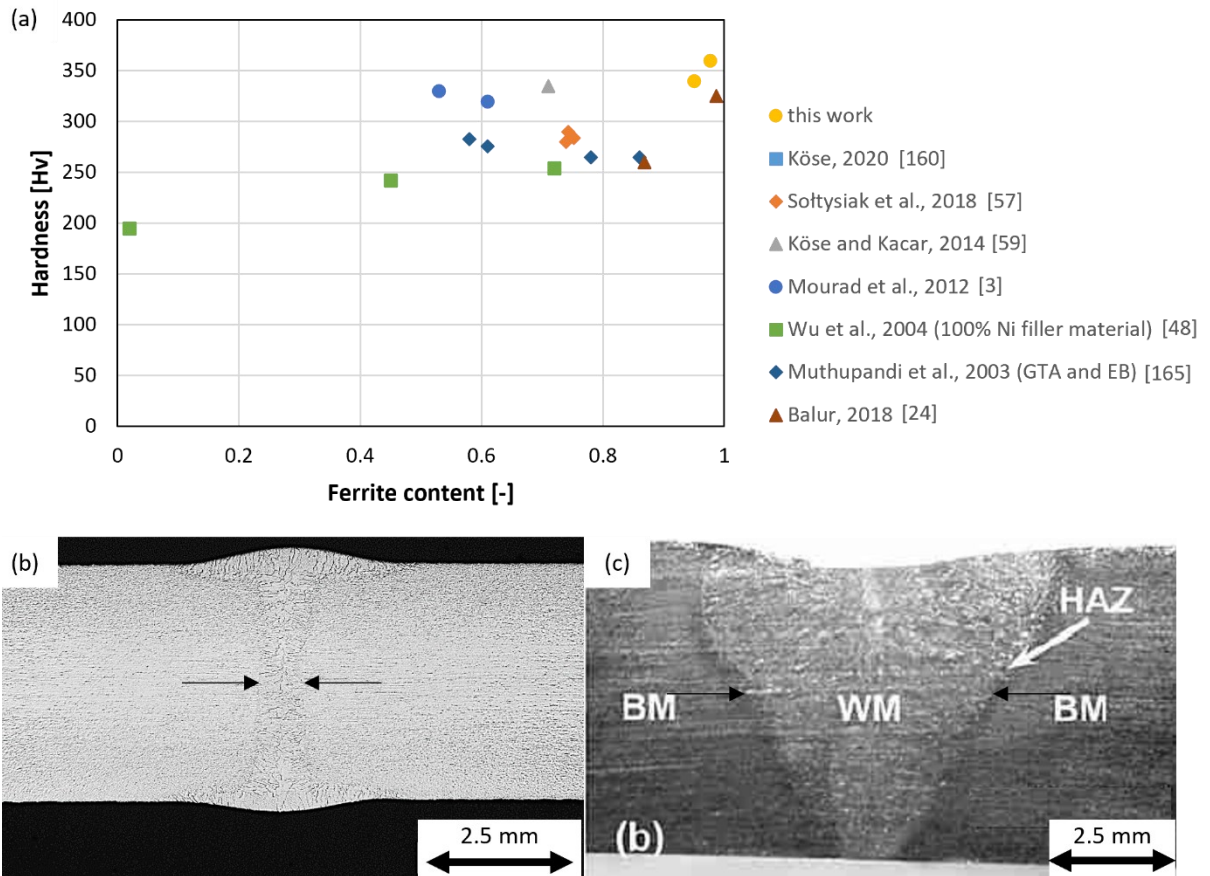 (a)
400
350
300
250
200
150
100
50
0
Hardness [Hv]
0 0.2 0.4 0.6 0.8 1
Ferrite content [-]
this work
Köse, 2020 [160]
Sołtysiak et al., 2018 [57]
Köse and Kacar, 2014 [59]
Mourad et al., 2012 [3]
Wu et al., 2004 (100% Ni filler material) [48]
Muthupandi et al., 2003 (GTA and EB) [165]
Balur, 2018 [24]
(b)
2.5 mm
(c)
HAZ
BM WM BM
(b)
2.5 mm